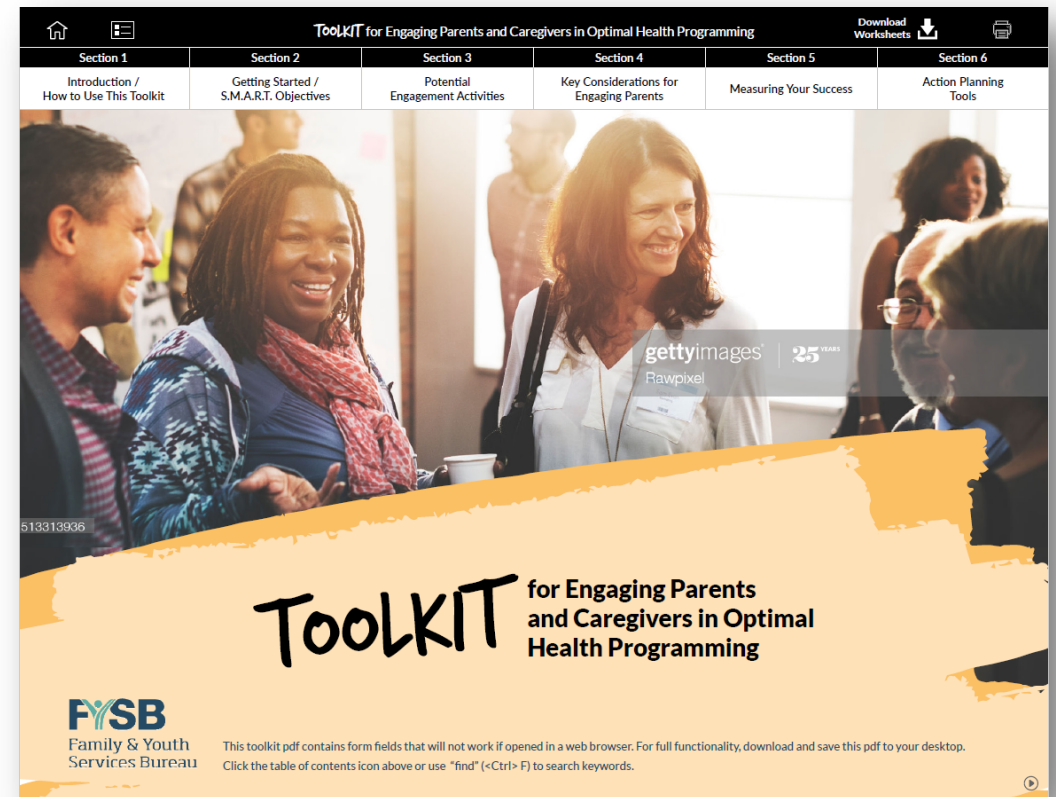 TOOLKIT for Engaging Parents and Caregivers in Optimal Health Programming
Download
Worksheets
Section 1
Section 2
Section 3
Section 4
Section 5
Section 6
Introduction /
How to Use This Toolkit
Getting Started /
S.M.A.R.T. Objectives
Potential
Engagement Activities
Key Considerations for
Engaging Parents
Measuring Your Success
Action Planning
Tools
gettyimages®
25 YEARS
Rawpixel
513313936
TOOLKIT
for Engaging Parents
and Caregivers in Optimal
Health Programming
FYSB
Family & Youth
Services Bureau
This toolkit pdf contains form fields that will not work if opened in a web browser. For full functionality, download and save this pdf to your desktop.
Click the table of contents icon above or use "find" (<Ctrl> F) to search keywords.